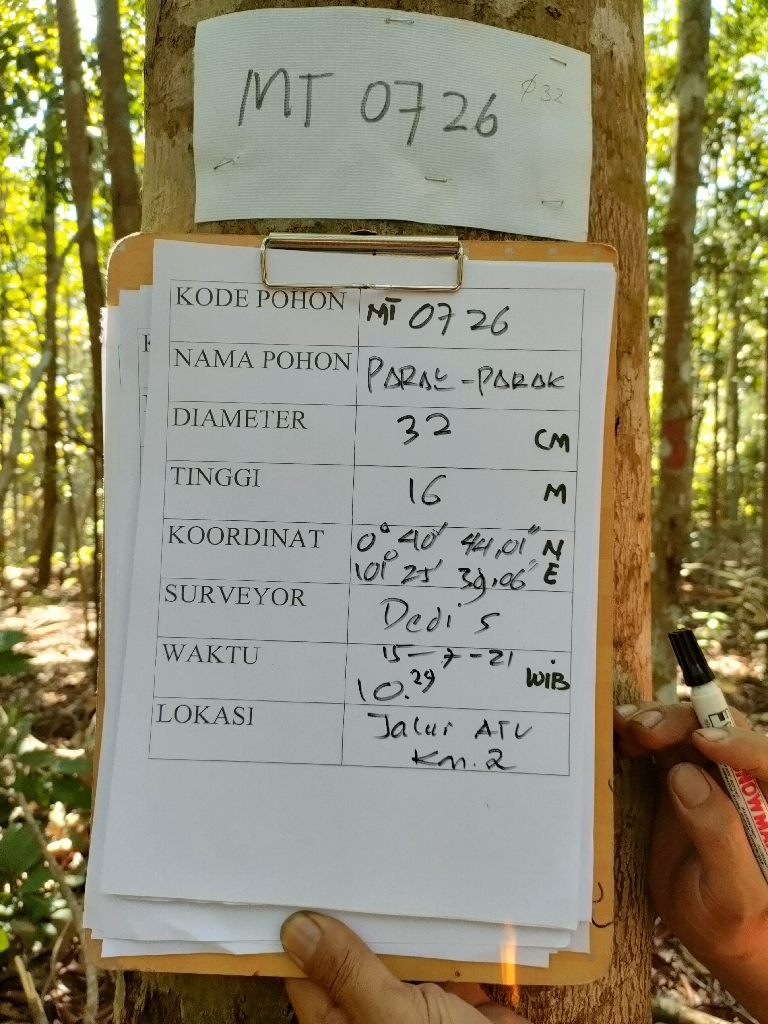 MT 0726 ϕ32
KODE POHON MT 0726
NAMA POHON PARAK-PARAK
DIAMETER 32 CM
TINGGI 16 M
KOORDINAT 0° 40' 44,01" N
101° 25' 39,06" E
SURVEYOR Dedi S
WAKTU 15-7-21
10.29 WIB
LOKASI Jalur ATV
Km. 2
SNOWMAN